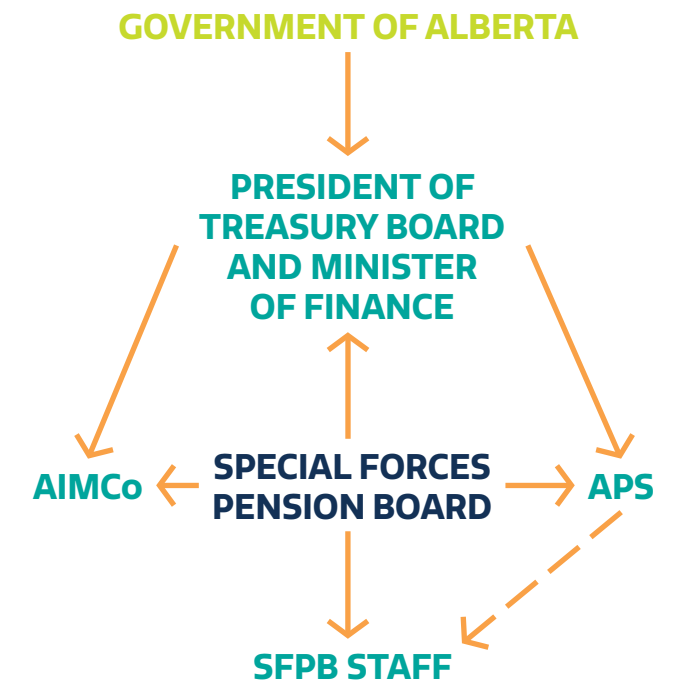 GOVERNMENT OF ALBERTA
PRESIDENT OF
TREASURY BOARD
AND MINISTER
OF FINANCE
AIMCo
SPECIAL FORCES
PENSION BOARD
APS
SFPB STAFF